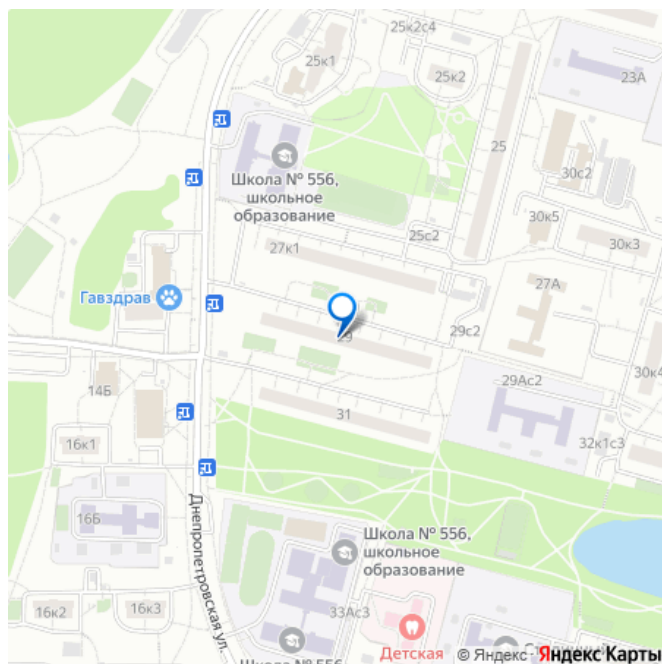 25к2с4
25к1
25к2
23А
25
30с2
Школа № 556,
школьное
образование
30к5
25с2
30к3
27к1
27А
Гавздрав
29с2
29
30к4
14Б
29Ас2
31
16к1
32к1с3
Днепропетровская ул.
16Б
Школа № 556,
школьное
образование
16к2
16к3
33Ас3
Детская
© Яндекс
Яндекс Карты